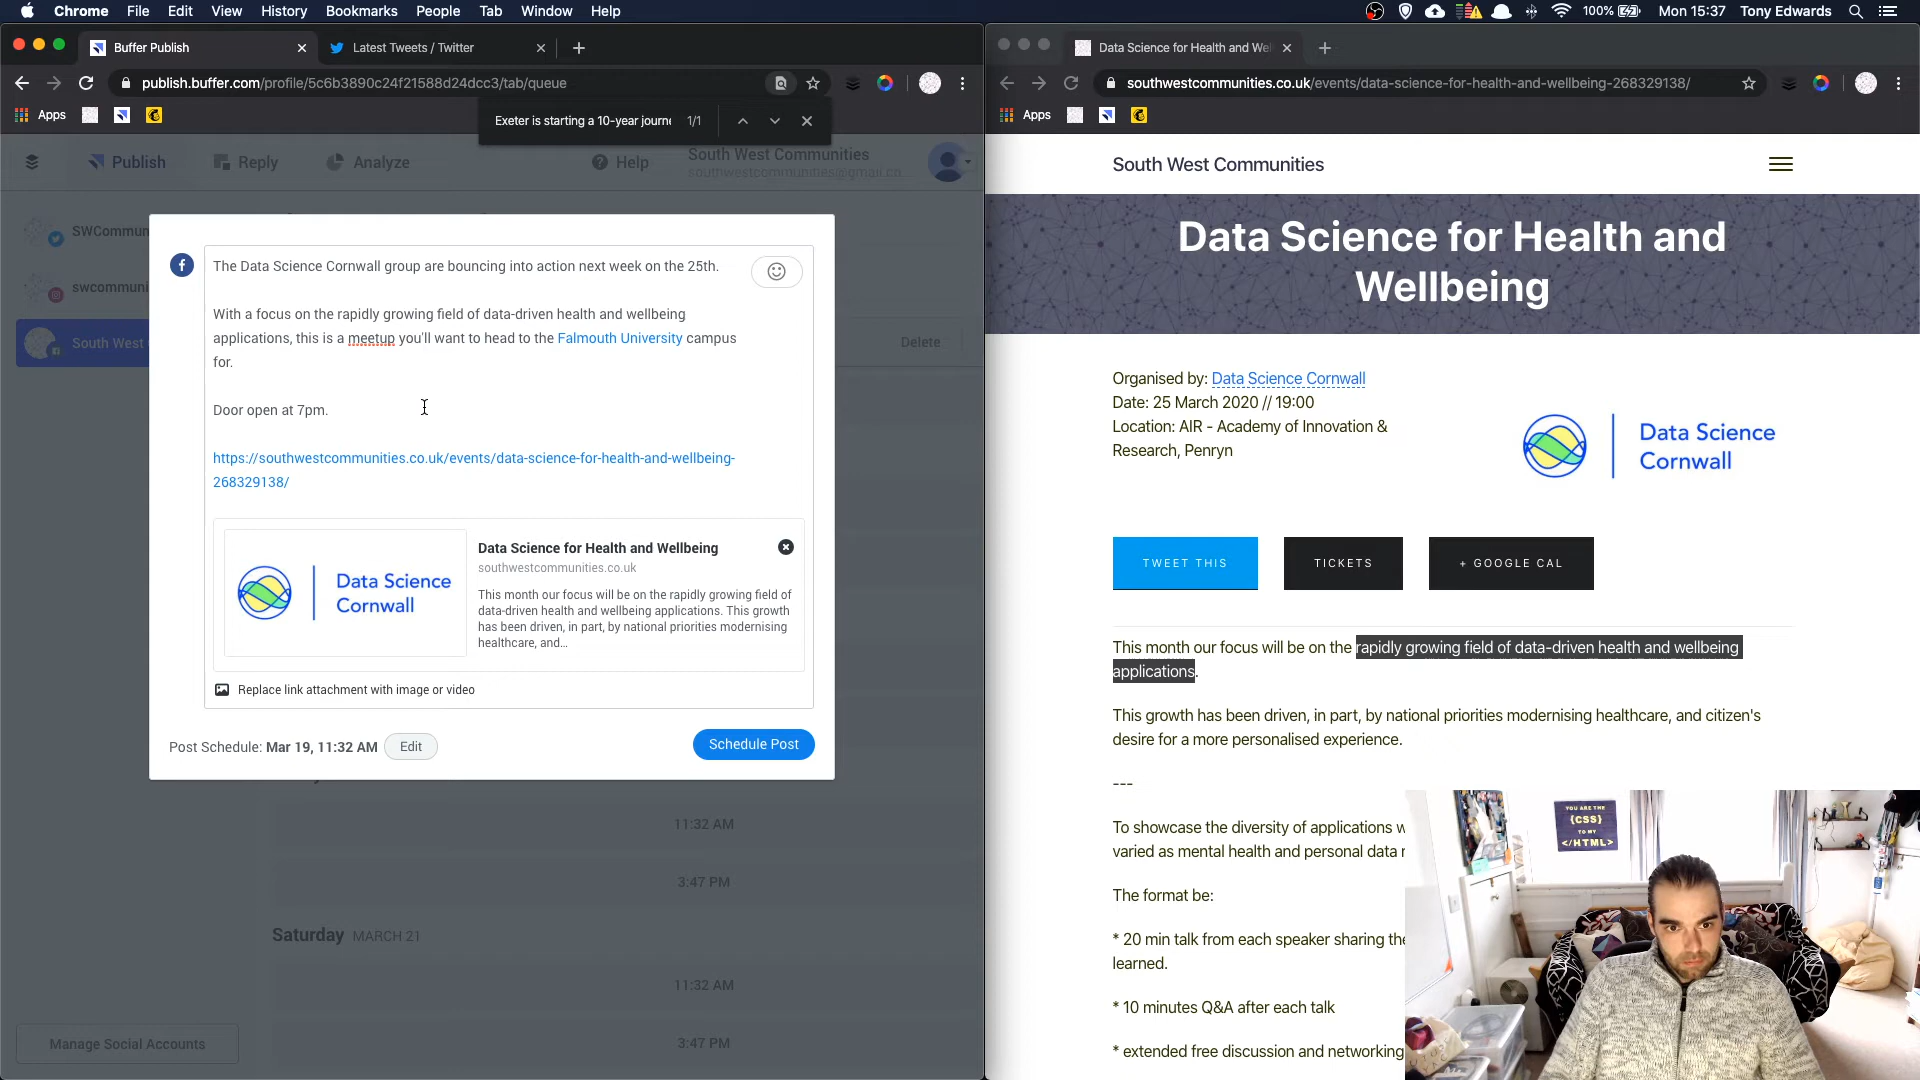 Chrome File Edit View History Bookmarks People Tab Window Help
100% Mon 15:37 Tony Edwards
Buffer Publish
Latest Tweets / Twitter
publish.buffer.com/profile/5c6b3890c24f21588d24dcc3/tab/queue
Apps
Exeter is starting a 10-year journe 1/1
Publish
Reply
Analyze
Help
South West Communities
southwestcommunities@gmail.co
SWCommun
swcommuni
South West
Delete
The Data Science Cornwall group are bouncing into action next week on the 25th.
With a focus on the rapidly growing field of data-driven health and wellbeing
applications, this is a meetup you'll want to head to the Falmouth University campus
for.
Door open at 7pm.
https://southwestcommunities.co.uk/events/data-science-for-health-and-wellbeing-
268329138/
Data Science
Cornwall
Data Science for Health and Wellbeing
southwestcommunities.co.uk
This month our focus will be on the rapidly growing field of
data-driven health and wellbeing applications. This growth
has been driven, in part, by national priorities modernising
healthcare, and...
Replace link attachment with image or video
Post Schedule: Mar 19, 11:32 AM
Edit
Schedule Post
11:32 AM
3:47 PM
Saturday MARCH 21
11:32 AM
3:47 PM
Manage Social Accounts
Data Science for Health and Wel
southwestcommunities.co.uk/events/data-science-for-health-and-wellbeing-268329138/
Apps
South West Communities
Data Science for Health and
Wellbeing
Organised by: Data Science Cornwall
Date: 25 March 2020 // 19:00
Location: AIR - Academy of Innovation &
Research, Penryn
Data Science
Cornwall
TWEET THIS
TICKETS
+ GOOGLE CAL
This month our focus will be on the rapidly growing field of data-driven health and wellbeing
applications.
This growth has been driven, in part, by national priorities modernising healthcare, and citizen's
desire for a more personalised experience.
---
To showcase the diversity of applications w
varied as mental health and personal data r
The format be:
* 20 min talk from each speaker sharing the
learned.
* 10 minutes Q&A after each talk
* extended free discussion and networking
YOU ARE THE
{CSS}
TO MY
</HTML>